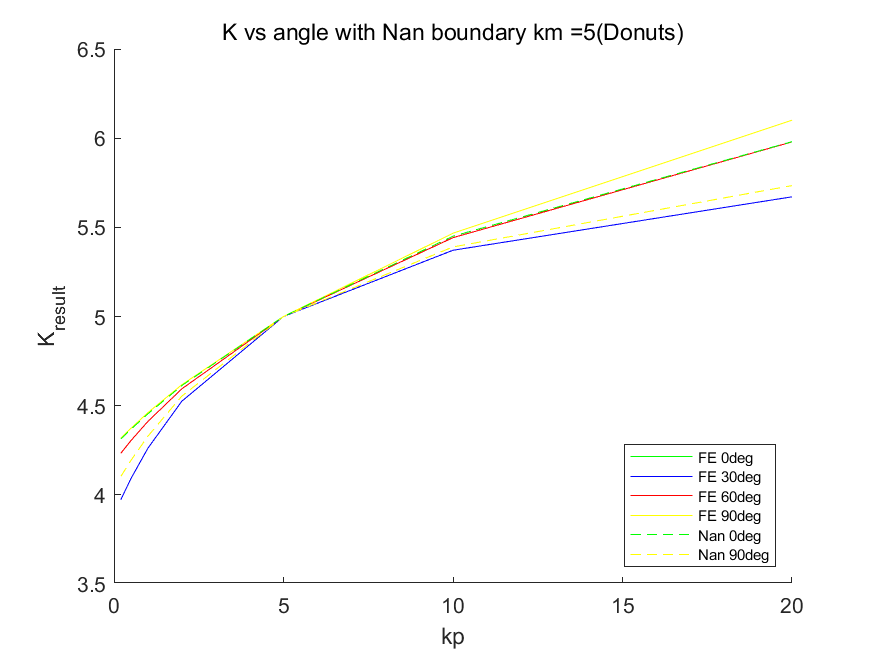 K vs angle with Nan boundary km =5(Donuts)
6.5
6
5.5
5
4.5
4
3.5
K_result
0
5
10
15
20
kp
FE 0deg
FE 30deg
FE 60deg
FE 90deg
Nan 0deg
Nan 90deg